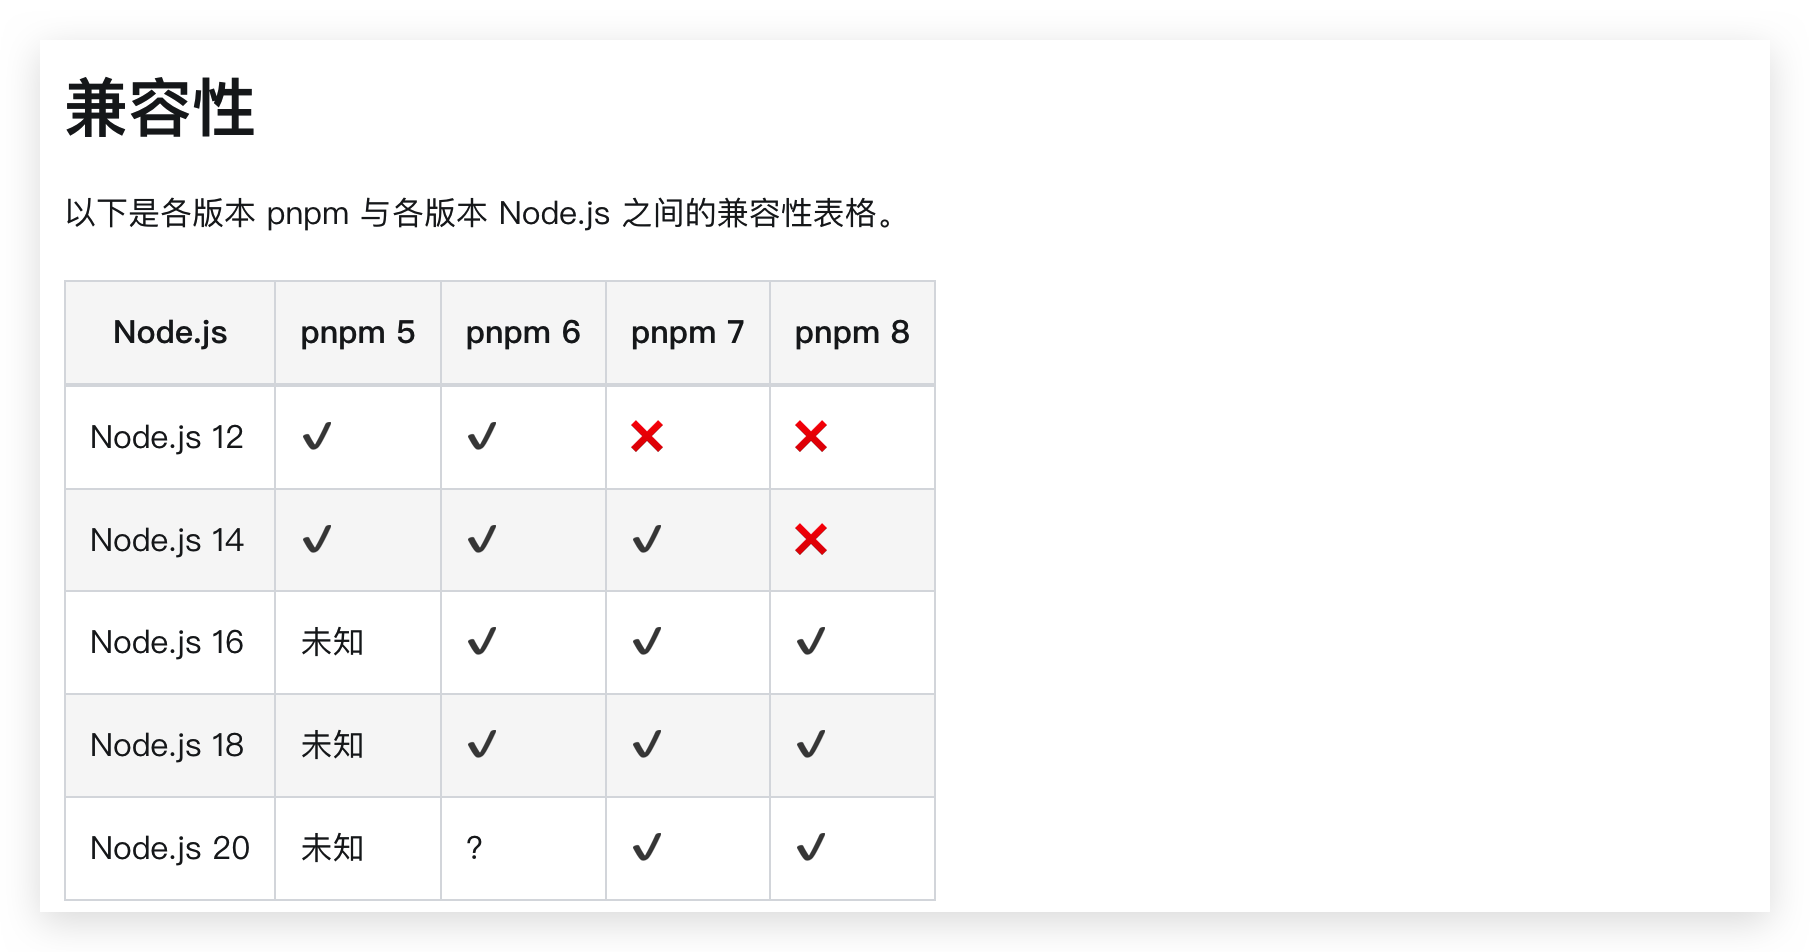 兼容性
以下是各版本 pnpm 与各版本 Node.js 之间的兼容性表格。
Node.js pnpm 5 pnpm 6 pnpm 7 pnpm 8
Node.js 12 ✔ ✔ ❌ ❌
Node.js 14 ✔ ✔ ✔ ❌
Node.js 16 未知 ✔ ✔ ✔
Node.js 18 未知 ✔ ✔ ✔
Node.js 20 未知 ? ✔ ✔